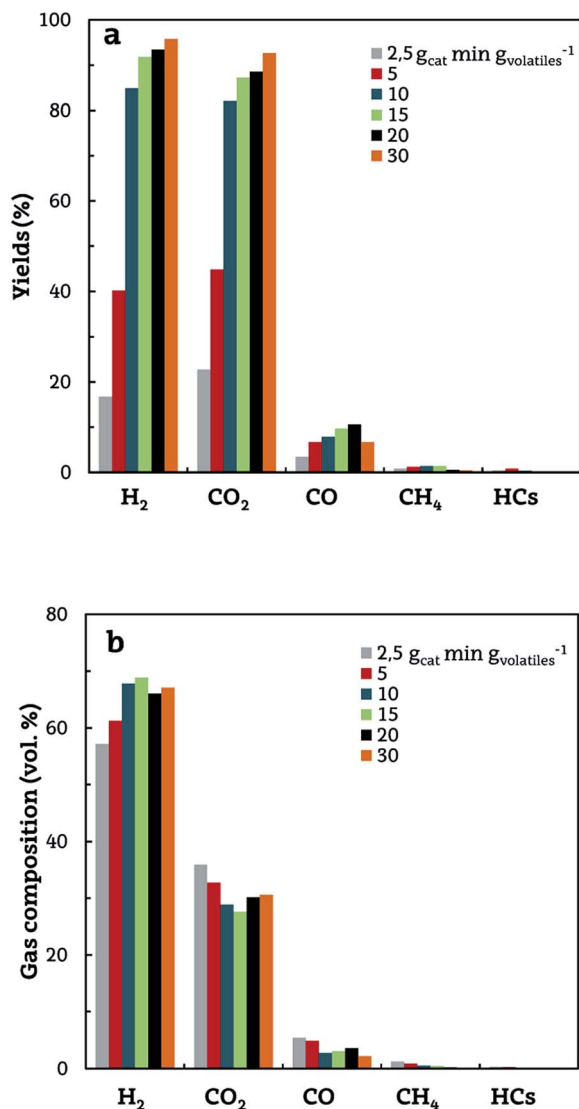 a
Yields (%)
100
80
60
40
20
0
2,5 gcat min gvolatiles-1
5
10
15
20
30
H2
CO2
CO
CH4
HCs
b
Gas composition (vol. %)
80
60
40
20
0
2,5 gcat min gvolatiles-1
5
10
15
20
30
H2
CO2
CO
CH4
HCs